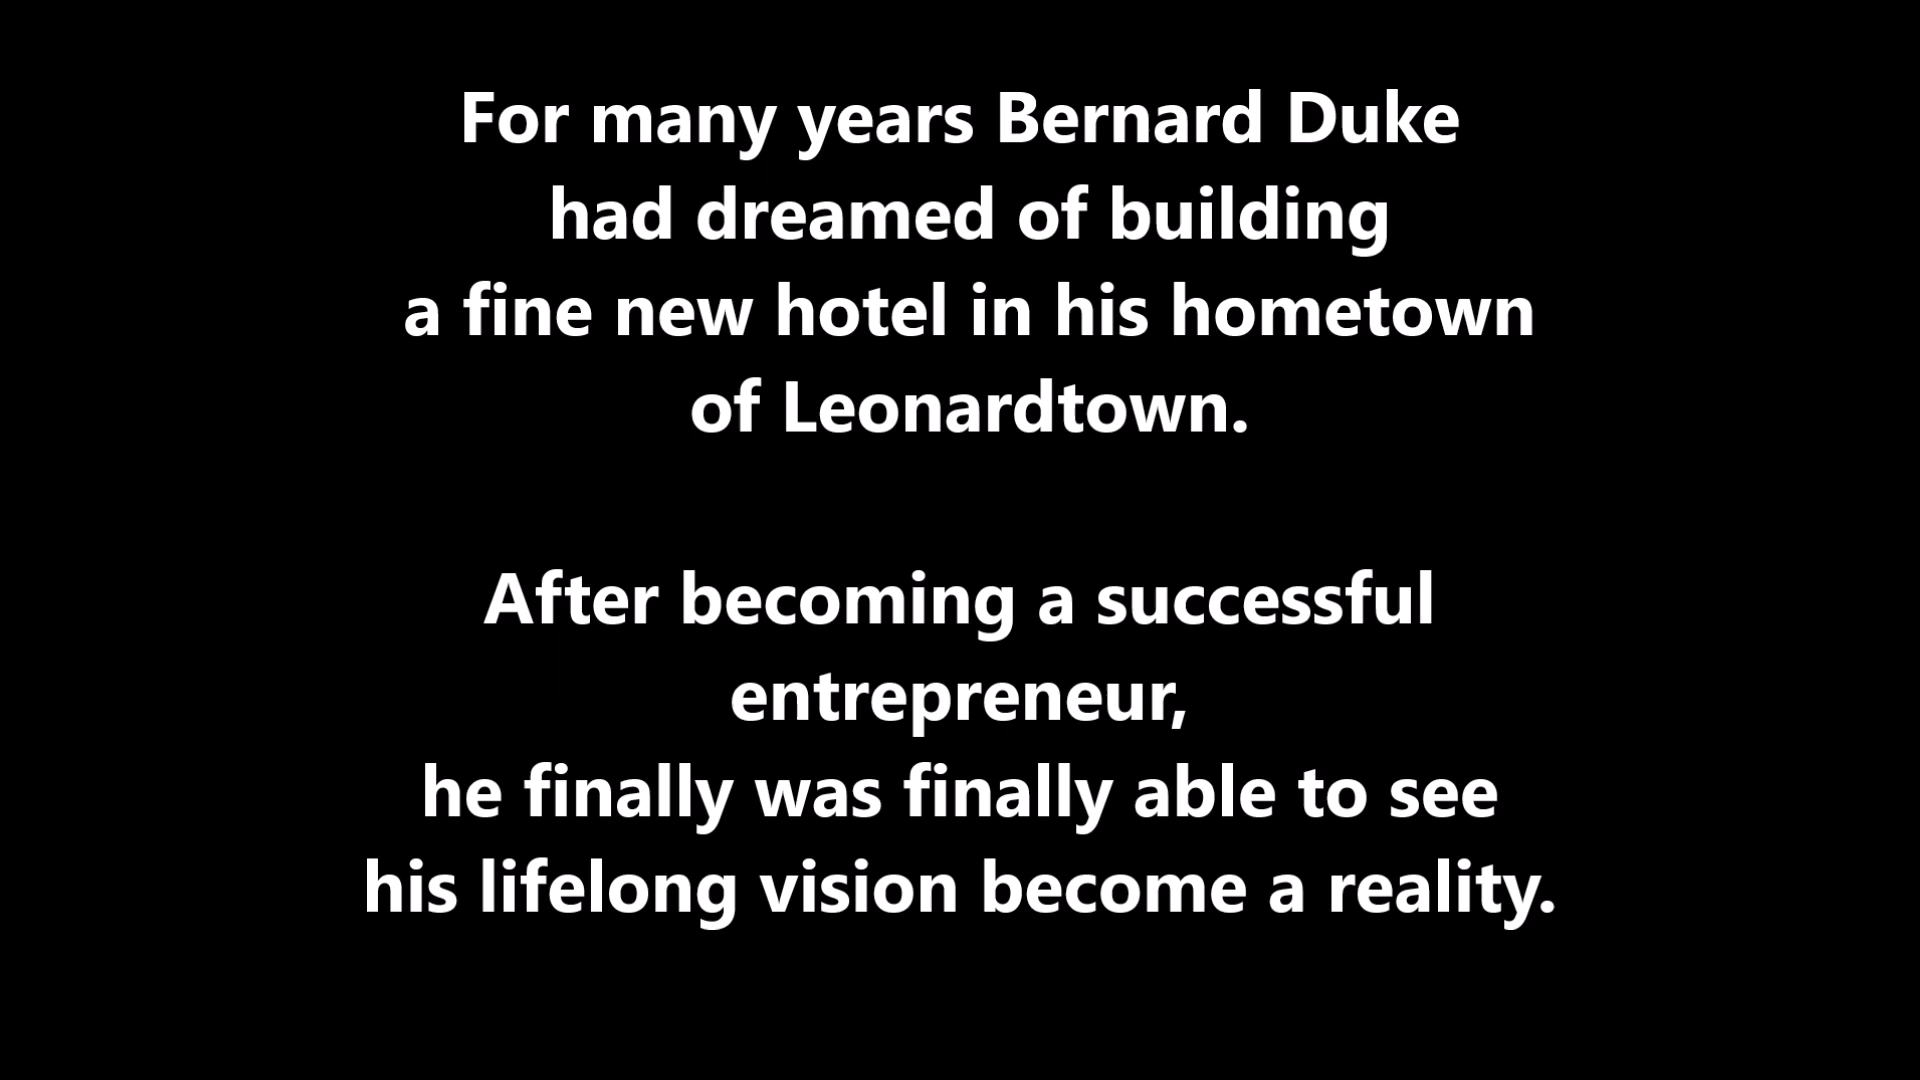 For many years Bernard Duke
had dreamed of building
a fine new hotel in his hometown
of Leonardtown.
After becoming a successful
entrepreneur,
he finally was finally able to see
his lifelong vision become a reality.